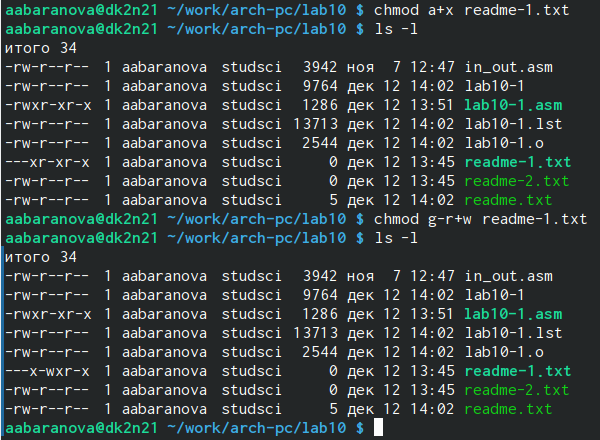 aabaranova@dk2n21 ~/work/arch-pc/lab10 $ chmod a+x readme-1.txt
aabaranova@dk2n21 ~/work/arch-pc/lab10 $ ls -l
итого 34
-rw-r--r-- 1 aabaranova studsci 3942 ноя 7 12:47 in_out.asm
-rw-r--r-- 1 aabaranova studsci 9764 дек 12 14:02 lab10-1
-rwxr-xr-x 1 aabaranova studsci 1286 дек 12 13:51 lab10-1.asm
-rw-r--r-- 1 aabaranova studsci 13713 дек 12 14:02 lab10-1.lst
-rw-r--r-- 1 aabaranova studsci 2544 дек 12 14:02 lab10-1.o
---xr-xr-x 1 aabaranova studsci 0 дек 12 13:45 readme-1.txt
-rw-r--r-- 1 aabaranova studsci 0 дек 12 13:45 readme-2.txt
-rw-r--r-- 1 aabaranova studsci 5 дек 12 14:02 readme.txt
aabaranova@dk2n21 ~/work/arch-pc/lab10 $ chmod g-r+w readme-1.txt
aabaranova@dk2n21 ~/work/arch-pc/lab10 $ ls -l
итого 34
-rw-r--r-- 1 aabaranova studsci 3942 ноя 7 12:47 in_out.asm
-rw-r--r-- 1 aabaranova studsci 9764 дек 12 14:02 lab10-1
-rwxr-xr-x 1 aabaranova studsci 1286 дек 12 13:51 lab10-1.asm
-rw-r--r-- 1 aabaranova studsci 13713 дек 12 14:02 lab10-1.lst
-rw-r--r-- 1 aabaranova studsci 2544 дек 12 14:02 lab10-1.o
---x-wxr-x 1 aabaranova studsci 0 дек 12 13:45 readme-1.txt
-rw-r--r-- 1 aabaranova studsci 0 дек 12 13:45 readme-2.txt
-rw-r--r-- 1 aabaranova studsci 5 дек 12 14:02 readme.txt
aabaranova@dk2n21 ~/work/arch-pc/lab10 $